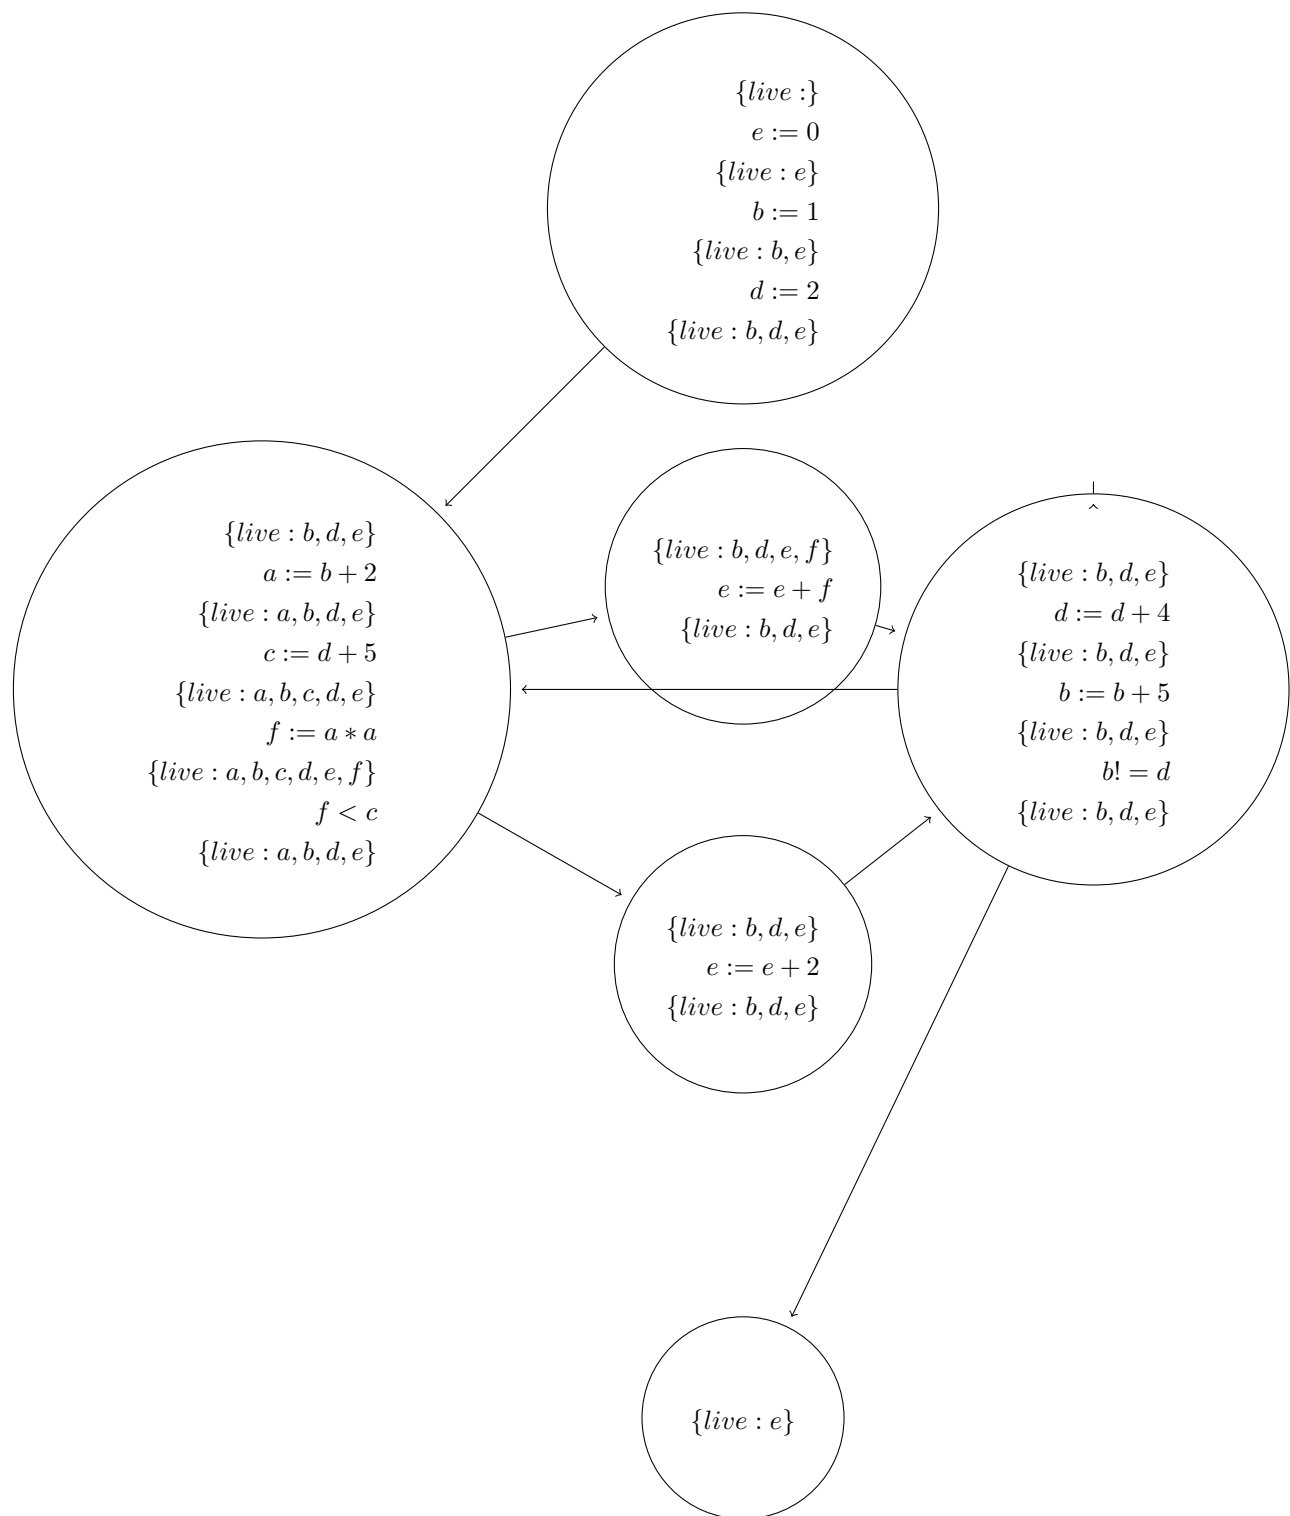 {live :}
e := 0
{live : e}
b := 1
{live : b, e}
d := 2
{live : b, d, e}
{live : b, d, e}
a := b + 2
{live : a, b, d, e}
c := d + 5
{live : a, b, c, d, e}
f := a ∗ a
{live : a, b, c, d, e, f}
f < c
{live : a, b, d, e}
{live : b, d, e, f}
e := e + f
{live : b, d, e}
{live : b, d, e}
d := d + 4
{live : b, d, e}
b := b + 5
{live : b, d, e}
b! = d
{live : b, d, e}
{live : b, d, e}
e := e + 2
{live : b, d, e}
{live : e}